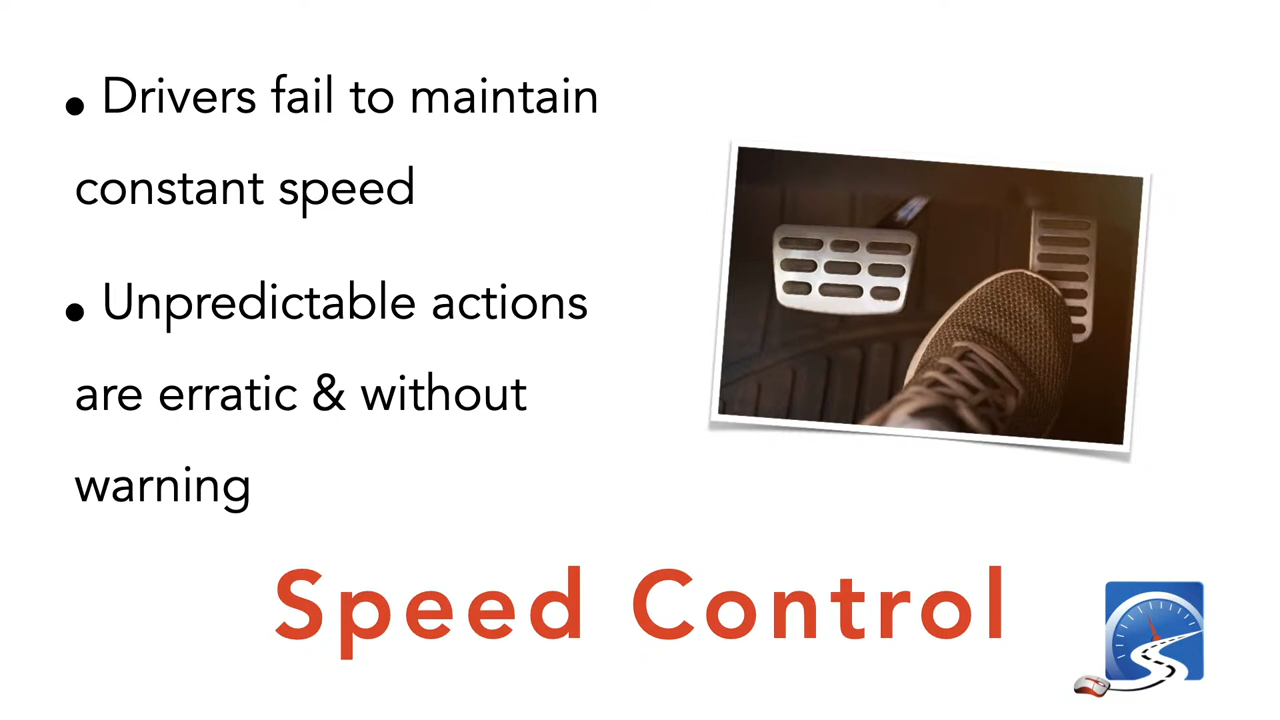 • Drivers fail to maintain
constant speed
• Unpredictable actions
are erratic & without
warning
Speed Control